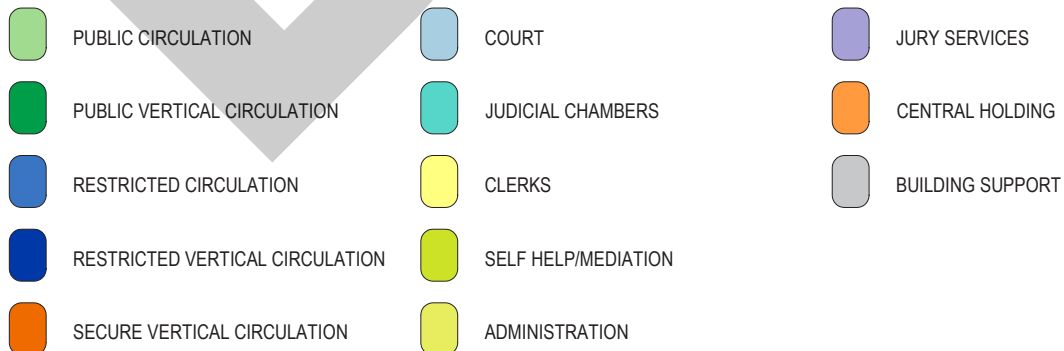 PUBLIC CIRCULATION
PUBLIC VERTICAL CIRCULATION
RESTRICTED CIRCULATION
RESTRICTED VERTICAL CIRCULATION
SECURE VERTICAL CIRCULATION
COURT
JUDICIAL CHAMBERS
CLERKS
SELF HELP/MEDIATION
ADMINISTRATION
JURY SERVICES
CENTRAL HOLDING
BUILDING SUPPORT